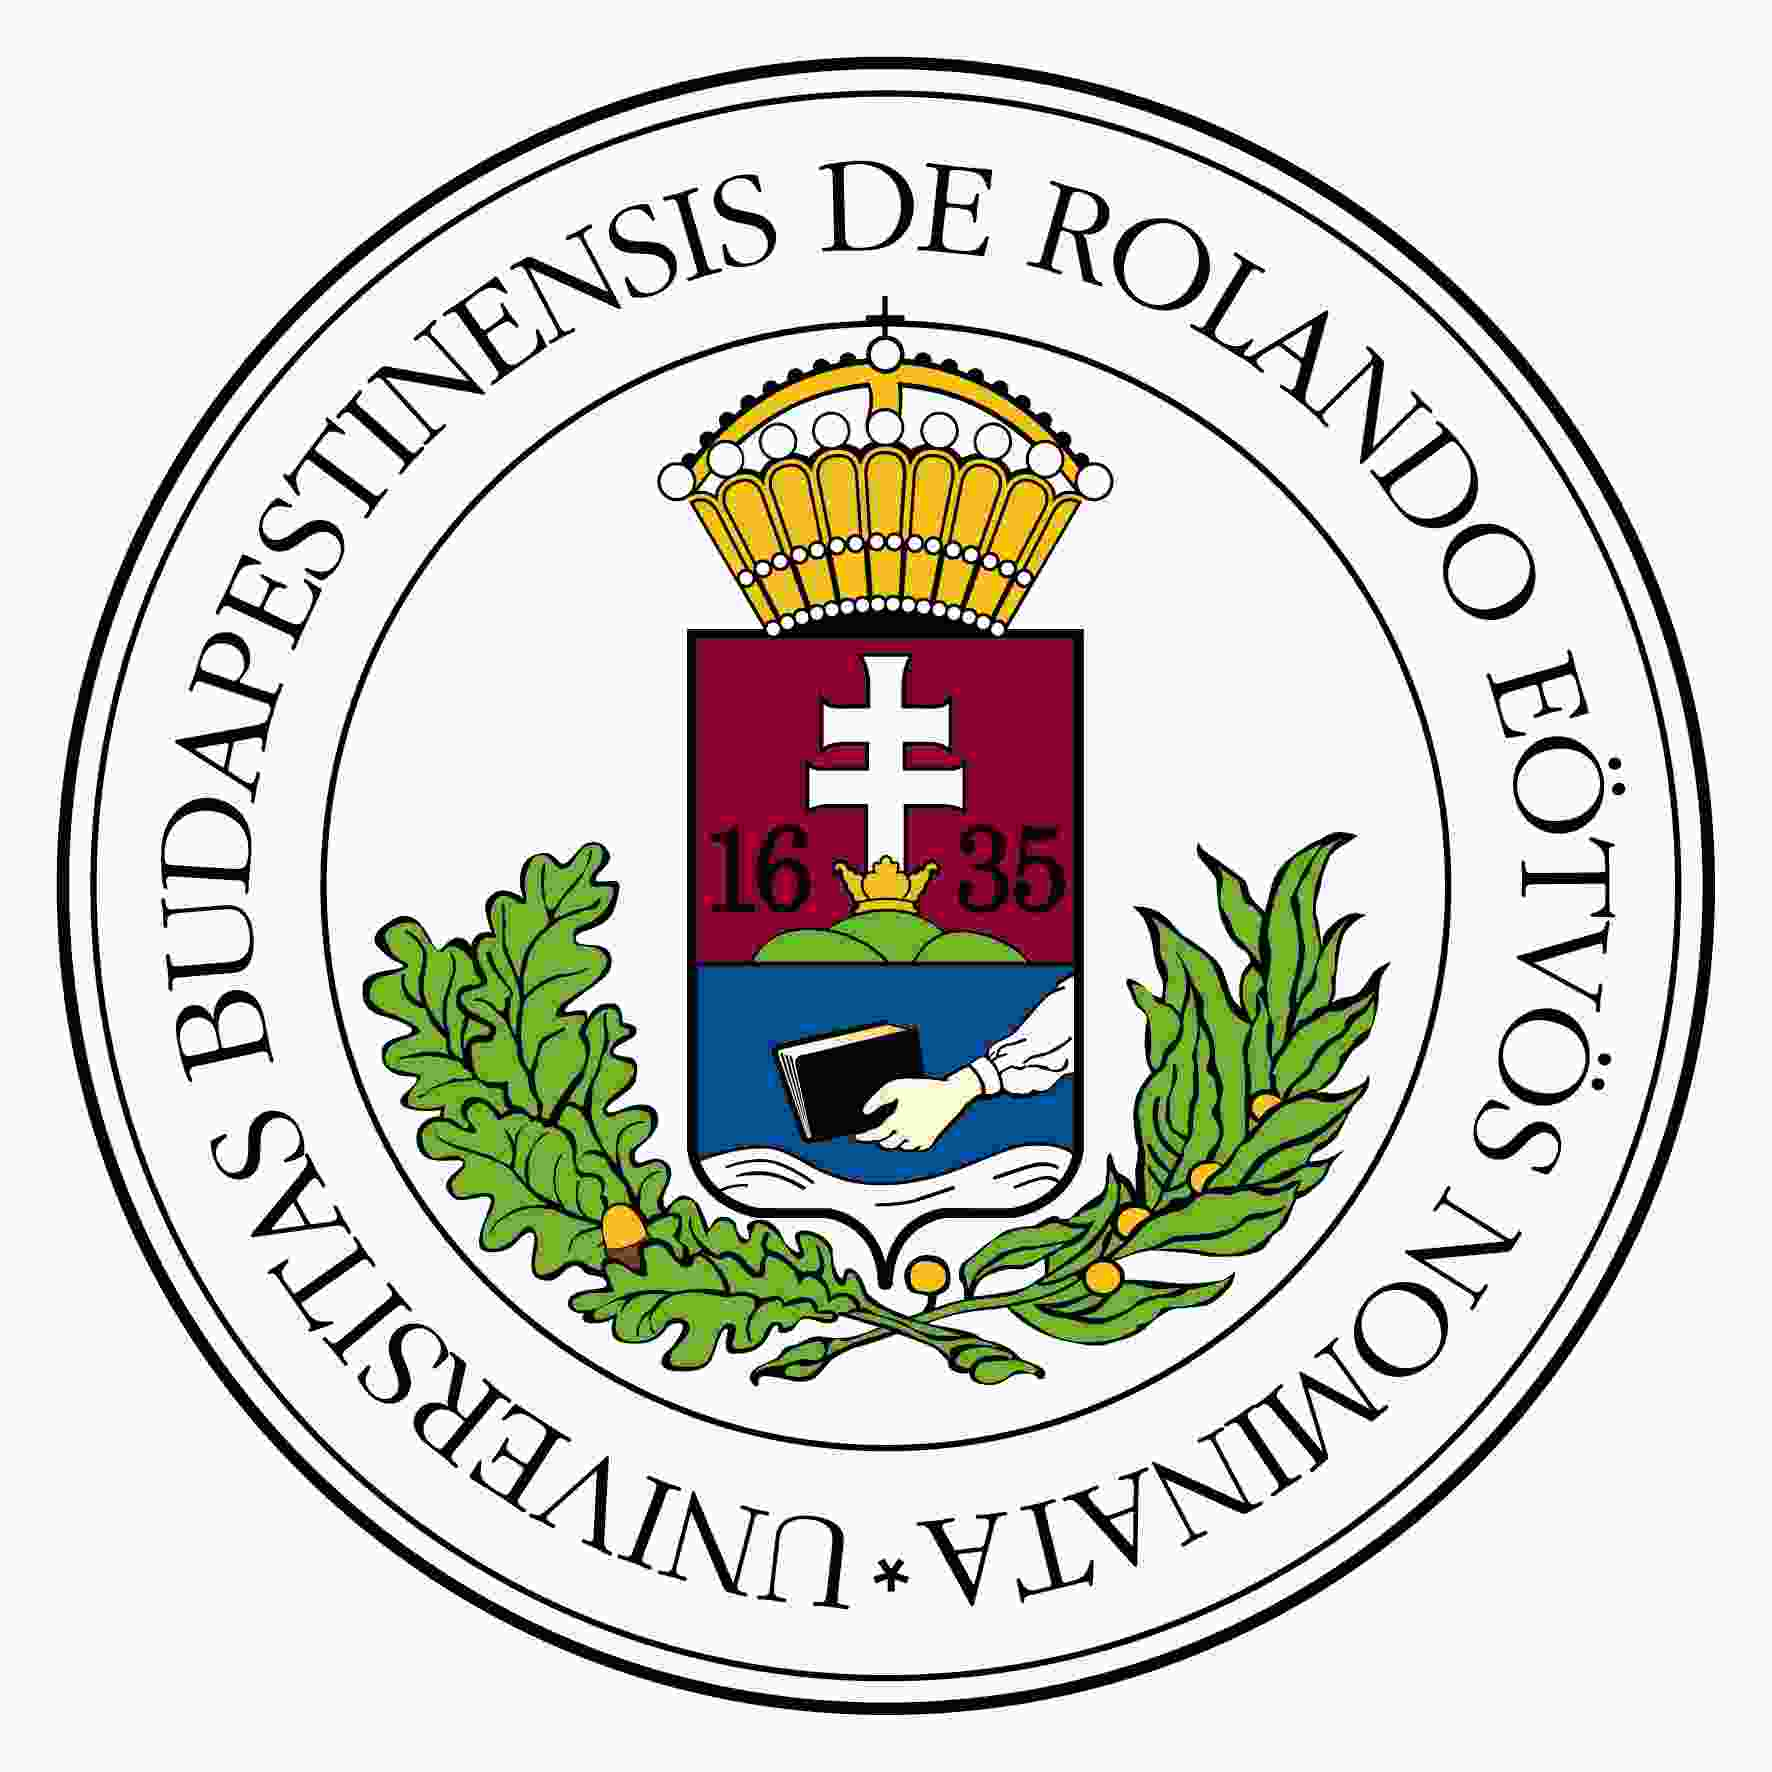 UNIVERSITAS BUDAPESTINENSIS DE ROLANDO EÖTVÖS NOMINATA *
16 35